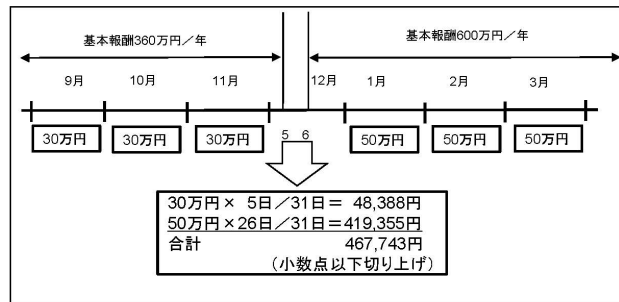 基本報酬360万円／年
基本報酬600万円／年
9月 10月 11月 12月 1月 2月 3月
30万円 30万円 30万円 5 6 50万円 50万円 50万円
30万円× 5日／31日＝ 48,388円
50万円×26日／31日＝419,355円
合計 467,743円
（小数点以下切り上げ）